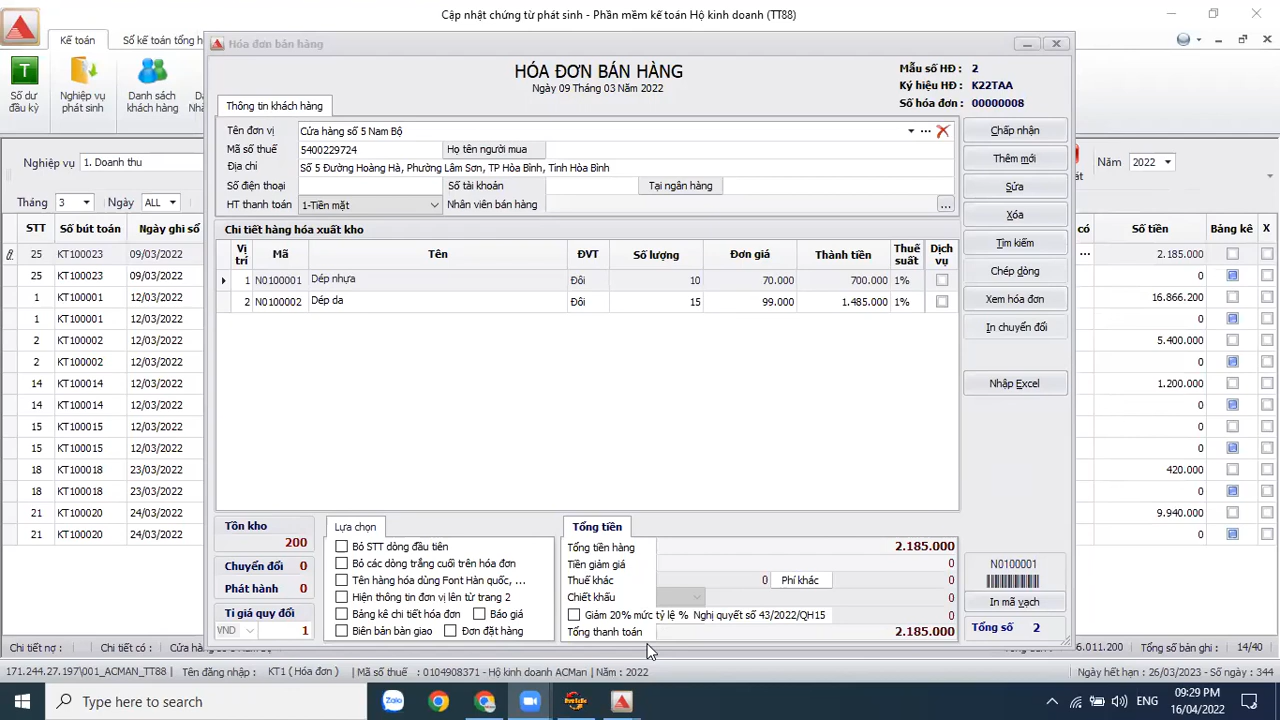 Cập nhật chứng từ phát sinh - Phần mềm kế toán Hộ kinh doanh (TT88)
Kế toán
Số kế toán tổng h
Số dư đầu kỳ
Nghiệp vụ phát sinh
Danh sách khách hàng
Nghiệp vụ 1. Doanh thu
Năm 2022
Tháng 3 Ngày ALL
STT Số bút toán Ngày ghi sổ
25 KT100023 09/03/2022
25 KT100023 09/03/2022
1 KT100001 12/03/2022
1 KT100001 12/03/2022
2 KT100002 12/03/2022
2 KT100002 12/03/2022
14 KT100014 12/03/2022
14 KT100014 12/03/2022
15 KT100015 12/03/2022
15 KT100015 12/03/2022
18 KT100018 23/03/2022
18 KT100018 23/03/2022
21 KT100020 24/03/2022
21 KT100020 24/03/2022
Hóa đơn bán hàng
HÓA ĐƠN BÁN HÀNG
Ngày 09 Tháng 03 Năm 2022
Mẫu số HĐ : 2
Ký hiệu HĐ : K22TAA
Số hóa đơn : 00000008
Thông tin khách hàng
Tên đơn vị Cửa hàng số 5 Nam Bộ
Mã số thuế 5400229724 Họ tên người mua
Địa chỉ Số 5 Đường Hoàng Hà, Phường Lâm Sơn, TP Hòa Bình, Tỉnh Hòa Bình
Số điện thoại Số tài khoản Tại ngân hàng
HT thanh toán 1-Tiền mặt Nhân viên bán hàng ...
Chi tiết hàng hóa xuất kho
Vị trí Mã Tên ĐVT Số lượng Đơn giá Thành tiền Thuế suất Dịch vụ
1 N0100001 Dép nhựa Đôi 10 70.000 700.000 1%
2 N0100002 Dép da Đôi 15 99.000 1.485.000 1%
Chấp nhận
Thêm mới
Sửa
Xóa
Tìm kiếm
Chép dòng
Xem hóa đơn
In chuyển đổi
Nhập Excel
N0100001
In mã vạch
Tổng số 2
Tồn kho
200
Chuyển đổi 0
Phát hành 0
Tỉ giá quy đổi
VND 1
Lựa chọn
Bỏ STT dòng đầu tiên
Bỏ các dòng trắng cuối trên hóa đơn
Tên hàng hóa dùng Font Hàn quốc, ...
Hiện thông tin đơn vị lên từ trang 2
Bảng kê chi tiết hóa đơn Báo giá
Biên bản bàn giao Đơn đặt hàng
Tổng tiền
Tổng tiền hàng 2.185.000
Tiền giảm giá 0
Thuế khác 0 Phí khác 0
Chiết khấu 0
Giảm 20% mức tỷ lệ % Nghị quyết số 43/2022/QH15 0
Tổng thanh toán 2.185.000
có Số tiền Bảng kê X
... 2.185.000
0
16.866.200
0
5.400.000
0
1.200.000
0
0
0
420.000
0
9.940.000
0
Chi tiết nợ : Chi tiết có : Tổng số bản ghi : 14/40
171.244.27.197\001_ACMAN_TT88 Tên đăng nhập : KT1 ( Hóa đơn ) Mã số thuế : 0104908371 - Hộ kinh doanh ACMan , Năm : 2022 Ngày hết hạn : 26/03/2023 - Số ngày : 344
Type here to search
Zalo
ENG
09:29 PM
16/04/2022